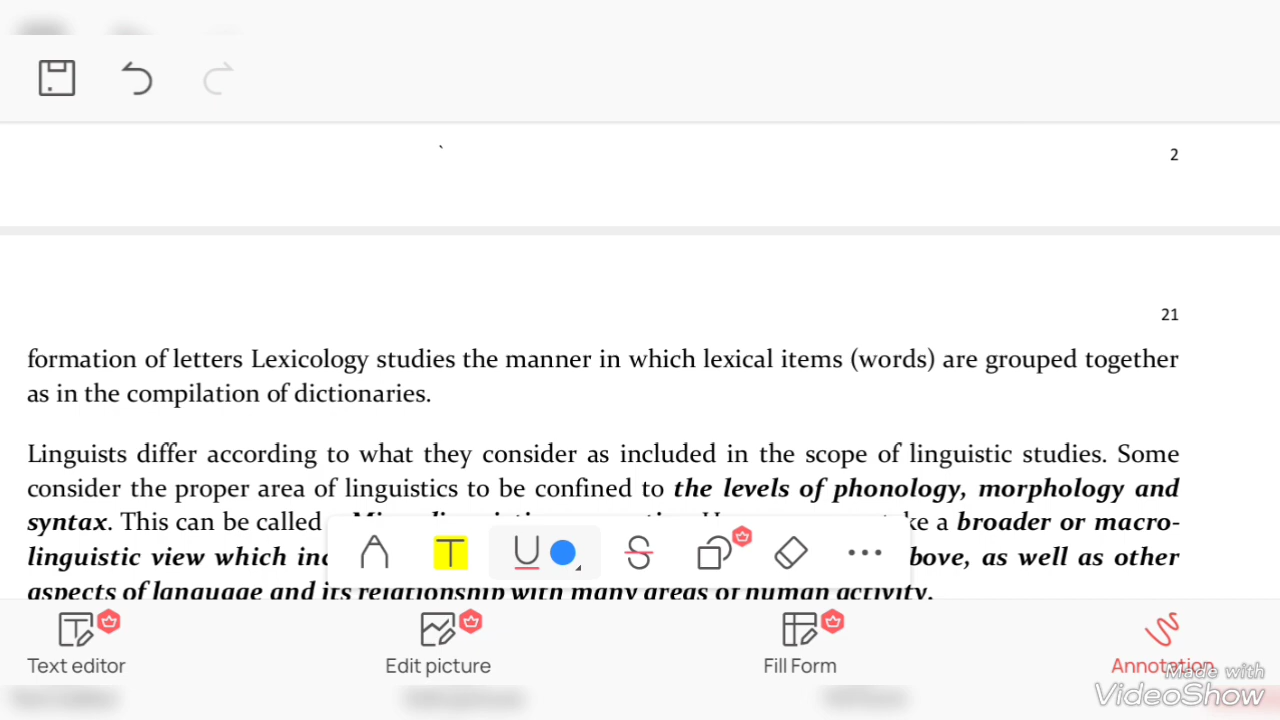 2
21
formation of letters Lexicology studies the manner in which lexical items (words) are grouped together
as in the compilation of dictionaries.
Linguists differ according to what they consider as included in the scope of linguistic studies. Some
consider the proper area of linguistics to be confined to the levels of phonology, morphology and
syntax. This can be called a broader or macro-
linguistic view which as well as other
aspects of language and its relationship with many areas of human activity.
T
U
S
Text editor
Edit picture
Fill Form
Annotation
Made with
VideoShow